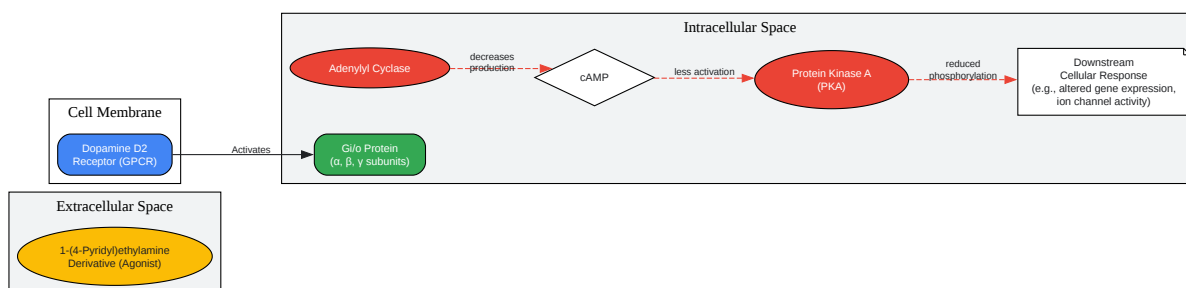 Intracellular Space
Adenylyl Cyclase
decreases
production
cAMP
less activation
Protein Kinase A
(PKA)
reduced
phosphorylation
Downstream
Cellular Response
(e.g., altered gene expression,
ion channel activity)
Cell Membrane
Dopamine D2
Receptor (GPCR)
Activates
Gi/o Protein
(α, β, γ subunits)
Extracellular Space
1-(4-Pyridyl)ethylamine
Derivative (Agonist)